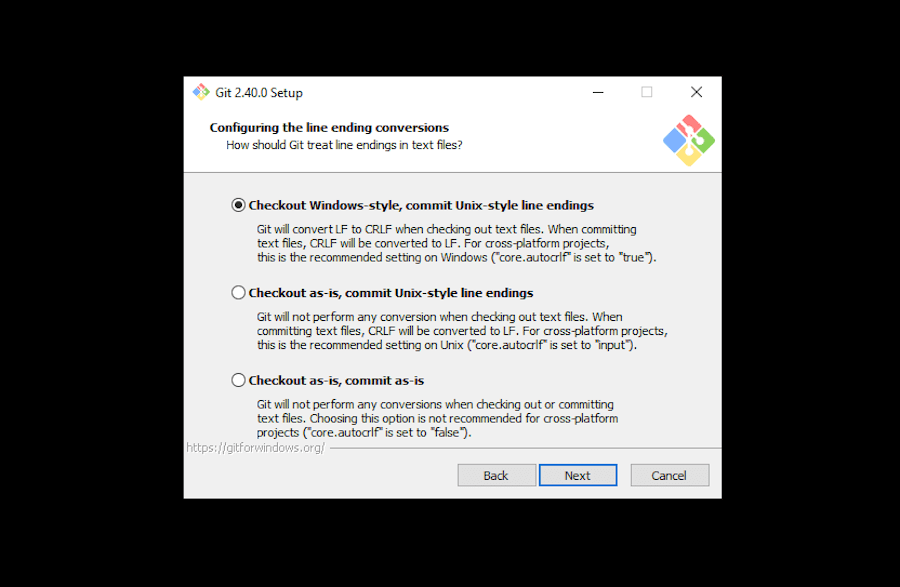 Git 2.40.0 Setup
Configuring the line ending conversions
How should Git treat line endings in text files?
Checkout Windows-style, commit Unix-style line endings
Git will convert LF to CRLF when checking out text files. When committing
text files, CRLF will be converted to LF. For cross-platform projects,
this is the recommended setting on Windows ("core.autocrlf" is set to "true").
Checkout as-is, commit Unix-style line endings
Git will not perform any conversion when checking out text files. When
committing text files, CRLF will be converted to LF. For cross-platform projects,
this is the recommended setting on Unix ("core.autocrlf" is set to "input").
Checkout as-is, commit as-is
Git will not perform any conversions when checking out or committing
text files. Choosing this option is not recommended for cross-platform
projects ("core.autocrlf" is set to "false").
https://gitforwindows.org/
Back Next Cancel